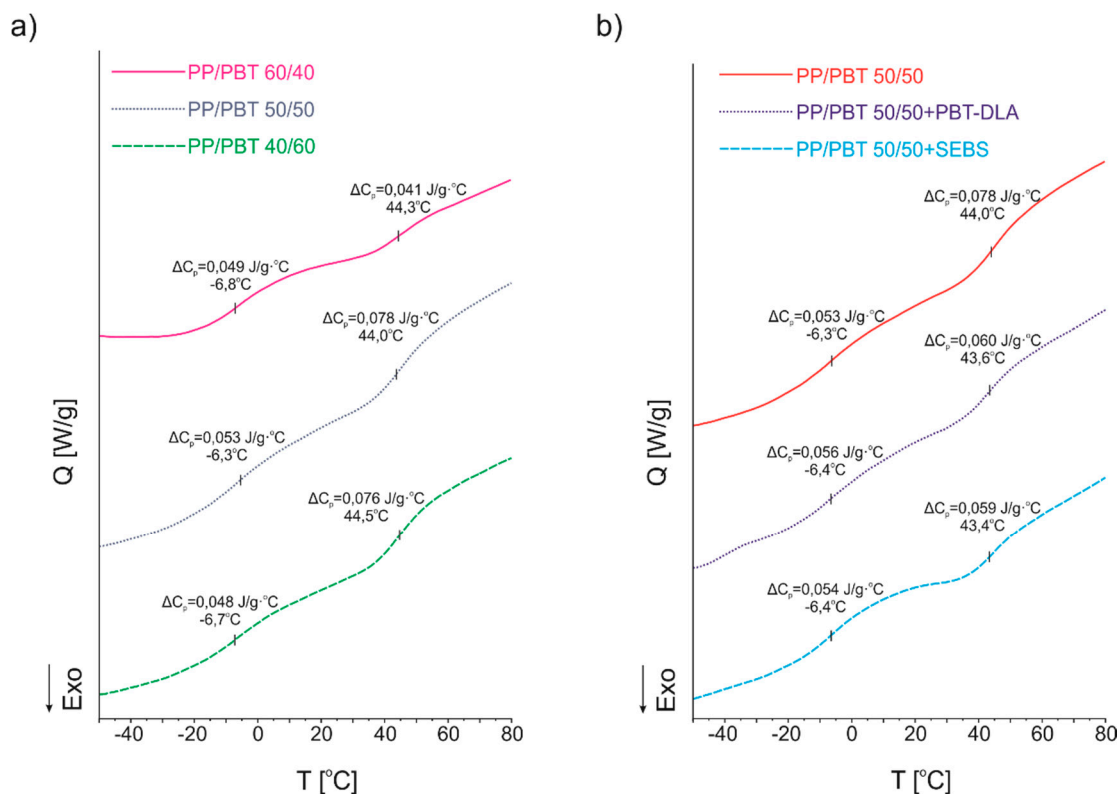 a)
PP/PBT 60/40
PP/PBT 50/50
PP/PBT 40/60
ΔCp=0,041 J/g·°C
44,3°C
ΔCp=0,049 J/g·°C
-6,8°C
ΔCp=0,078 J/g·°C
44,0°C
ΔCp=0,053 J/g·°C
-6,3°C
ΔCp=0,076 J/g·°C
44,5°C
ΔCp=0,048 J/g·°C
-6,7°C
Q [W/g]
Exo
-40 -20 0 20 40 60 80
T [°C]
b)
PP/PBT 50/50
PP/PBT 50/50+PBT-DLA
PP/PBT 50/50+SEBS
ΔCp=0,078 J/g·°C
44,0°C
ΔCp=0,053 J/g·°C
-6,3°C
ΔCp=0,060 J/g·°C
43,6°C
ΔCp=0,056 J/g·°C
-6,4°C
ΔCp=0,059 J/g·°C
43,4°C
ΔCp=0,054 J/g·°C
-6,4°C
Q [W/g]
Exo
-40 -20 0 20 40 60 80
T [°C]